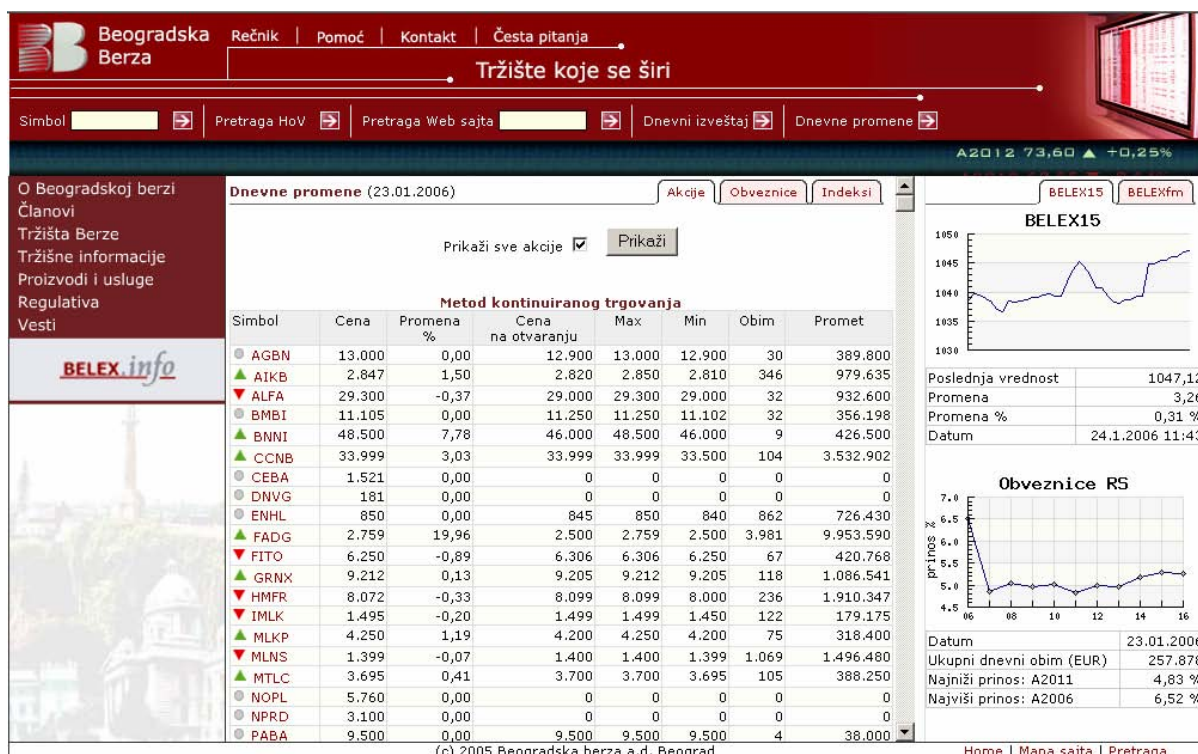 Beogradska Berza
Rečnik | Pomoć | Kontakt | Česta pitanja
Tržište koje se širi
Simbol Pretraga HoV Pretraga Web sajta Dnevni izveštaj Dnevne promene
A2012 73,60 ▲ +0,25%
O Beogradskoj berzi
Članovi
Tržišta Berze
Tržišne informacije
Proizvodi i usluge
Regulativa
Vesti
BELEX.info
Dnevne promene (23.01.2006) Akcije Obveznice Indeksi
Prikaži sve akcije Prikaži
Metod kontinuiranog trgovanja
Simbol Cena Promena % Cena na otvaranju Max Min Obim Promet
AGBN 13.000 0,00 12.900 13.000 12.900 30 389.800
▲ AIKB 2.847 1,50 2.820 2.850 2.810 346 979.635
▼ ALFA 29.300 -0,37 29.000 29.300 29.000 32 932.600
BMBI 11.105 0,00 11.250 11.250 11.102 32 356.198
▲ BNNI 48.500 7,78 46.000 48.500 46.000 9 426.500
▲ CCNB 33.999 3,03 33.999 33.999 33.500 104 3.532.902
CEBA 1.521 0,00 0 0 0 0 0
DNVG 181 0,00 0 0 0 0 0
ENHL 850 0,00 845 850 840 862 726.430
▲ FADG 2.759 19,96 2.500 2.759 2.500 3.981 9.953.590
▼ FITO 6.250 -0,89 6.306 6.306 6.250 67 420.768
▲ GRNX 9.212 0,13 9.205 9.212 9.205 118 1.086.541
▼ HMFR 8.072 -0,33 8.099 8.099 8.000 236 1.910.347
▼ IMLK 1.495 -0,20 1.499 1.499 1.450 122 179.175
▲ MLKP 4.250 1,19 4.200 4.250 4.200 75 318.400
▼ MLNS 1.399 -0,07 1.400 1.400 1.399 1.069 1.496.480
▲ MTLC 3.695 0,41 3.700 3.700 3.695 105 388.250
NOPL 5.760 0,00 0 0 0 0 0
NPRD 3.100 0,00 0 0 0 0 0
PABA 9.500 0,00 9.500 9.500 9.500 4 38.000
BELEX15 BELEXfm
BELEX15
1050
1045
1040
1035
1030
Poslednja vrednost 1047,12
Promena 3,26
Promena % 0,31 %
Datum 24.1.2006 11:43
Obveznice RS
prinos %
7.0
6.5
6.0
5.5
5.0
4.5
06 08 10 12 14 16
Datum 23.01.2006
Ukupni dnevni obim (EUR) 257.878
Najniži prinos: A2011 4,83 %
Najviši prinos: A2006 6,52 %
(c) 2005 Beogradska berza a.d. Beograd
Home | Mapa sajta | Pretraga